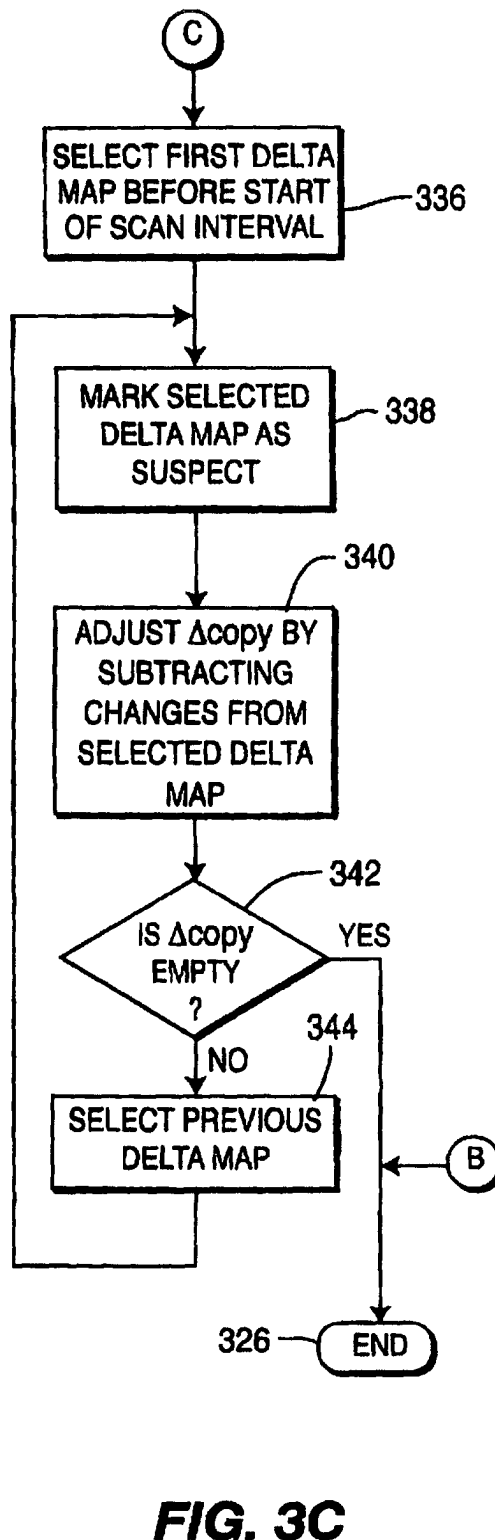 C
SELECT FIRST DELTA
MAP BEFORE START
OF SCAN INTERVAL
336
MARK SELECTED
DELTA MAP AS
SUSPECT
338
340
ADJUST Δcopy BY
SUBTRACTING
CHANGES FROM
SELECTED DELTA
MAP
342
IS Δcopy
EMPTY
?
YES
NO
344
SELECT PREVIOUS
DELTA MAP
B
326
END
FIG. 3C